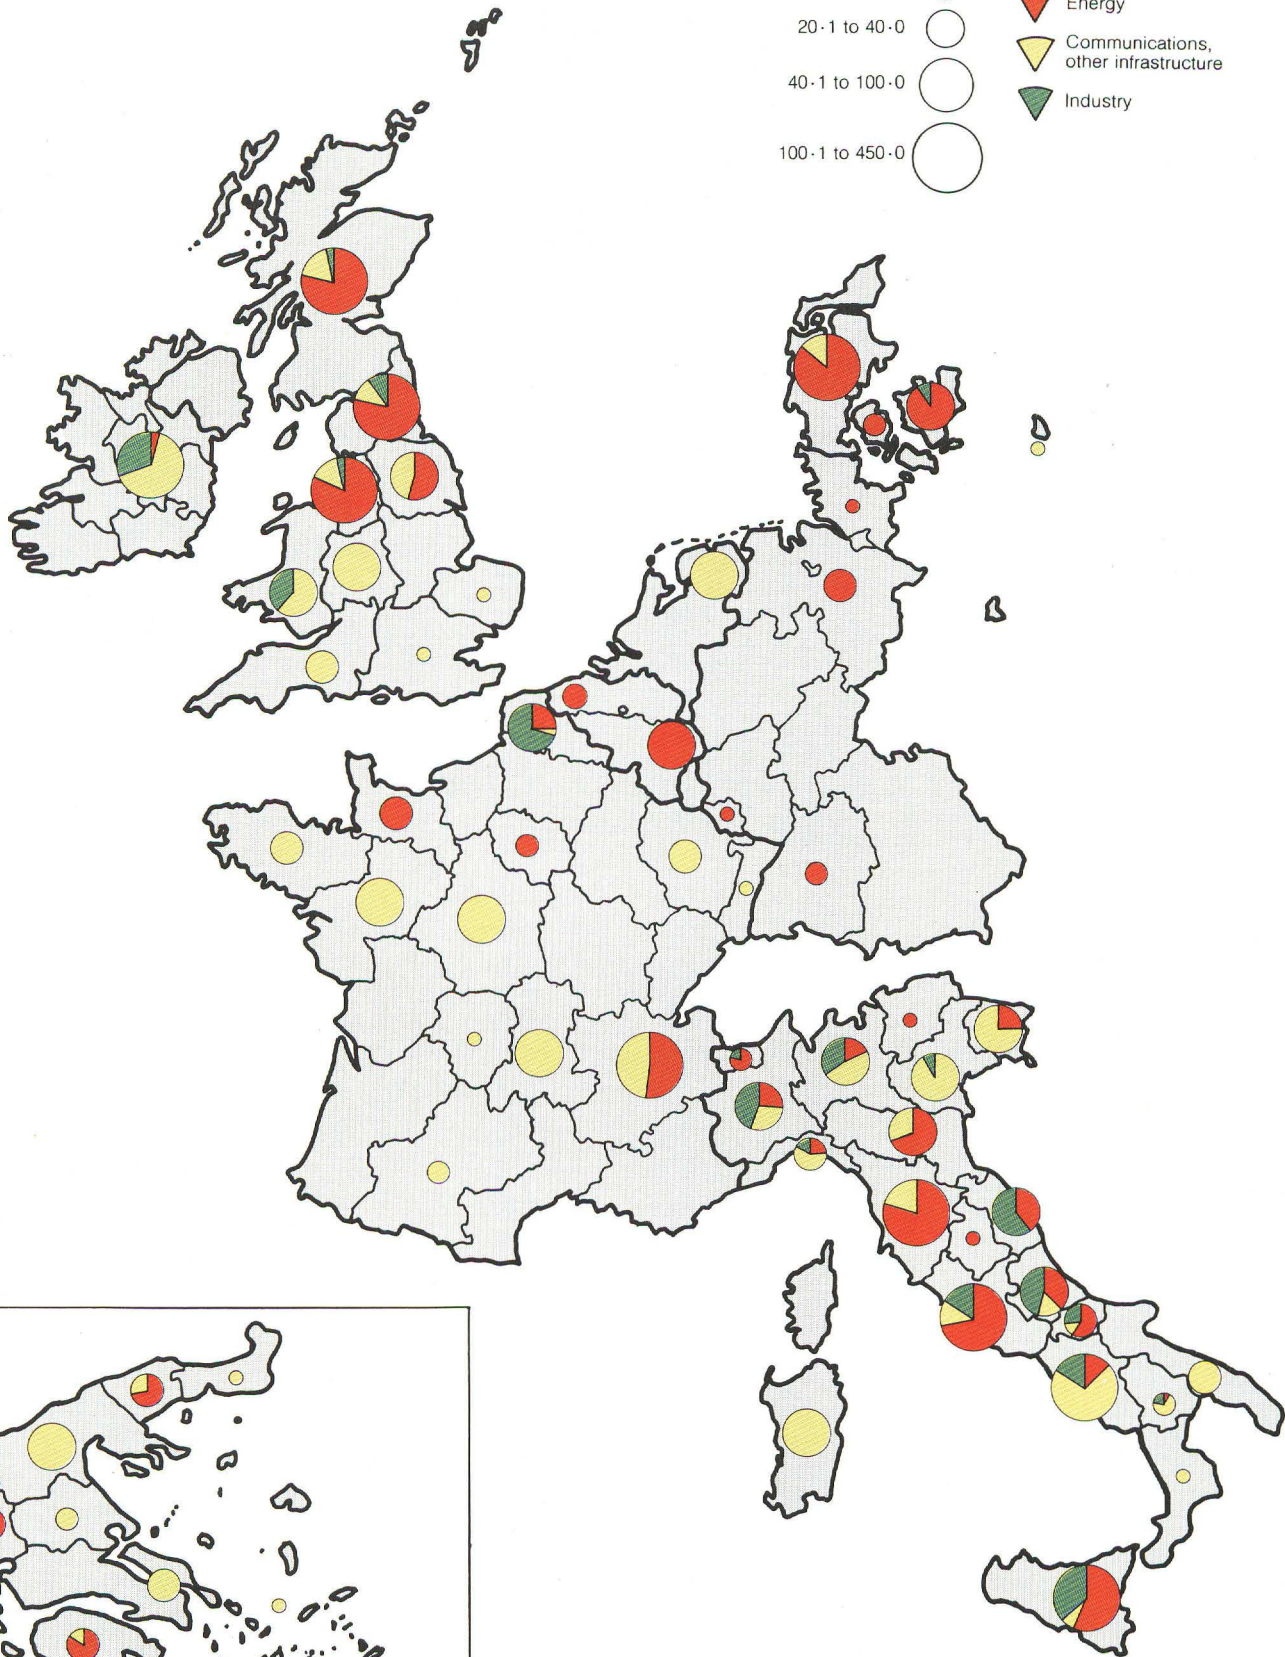 Energy
20·1 to 40·0
Communications,
other infrastructure
40·1 to 100·0
Industry
100·1 to 450·0